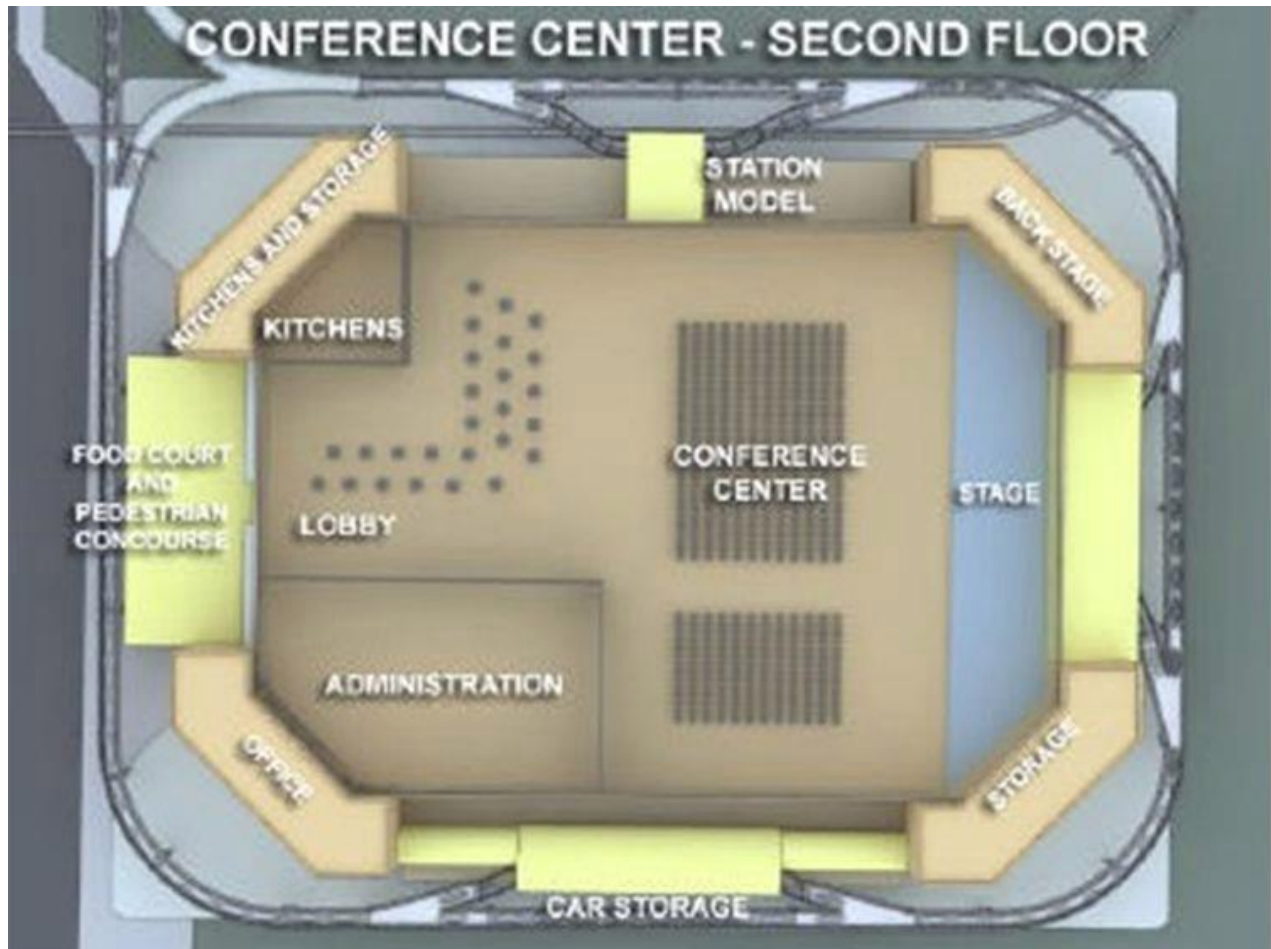 CONFERENCE CENTER - SECOND FLOOR
KITCHENS AND STORAGE
STATION
MODEL
BACK STAGE
KITCHENS
FOOD COURT
AND
PEDESTRIAN
CONCOURSE
CONFERENCE
CENTER
STAGE
LOBBY
ADMINISTRATION
OFFICE
STORAGE
CAR STORAGE